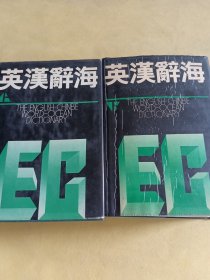 英漢辭海
THE ENGLISH-CHINESE
WORD-OCEAN
DICTIONARY
EC
英漢辭海
THE ENGLISH-CHINESE
WORD-OCEAN
DICTIONARY
EC